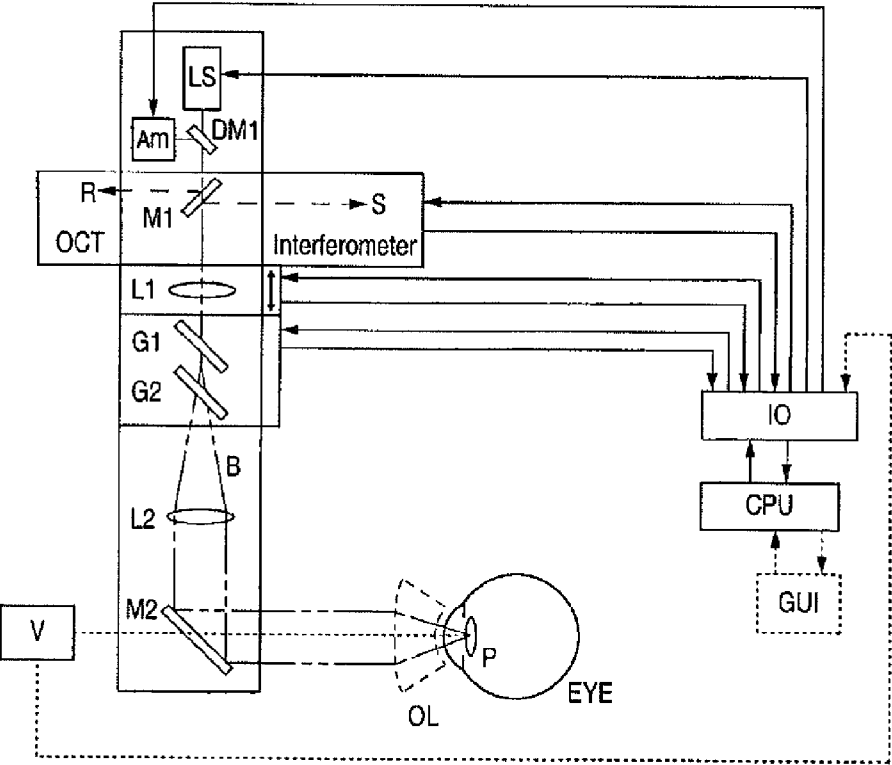 LS
Am
DM1
R
M1
S
OCT
Interferometer
L1
G1
G2
IO
B
CPU
L2
GUI
M2
V
P
EYE
OL